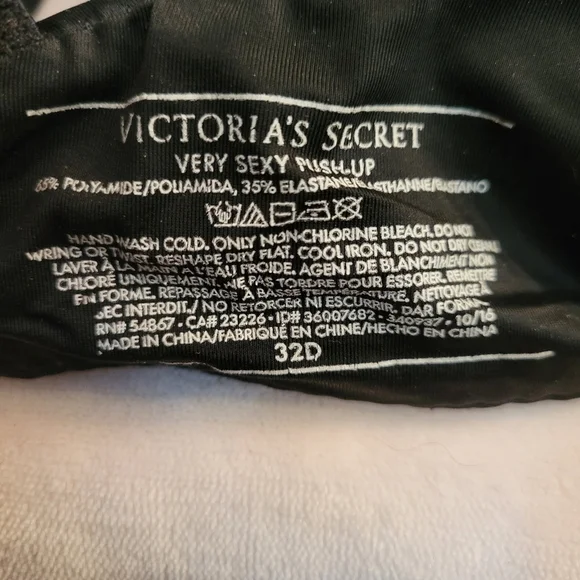 VICTORIA'S SECRET
VERY SEXY PUSH-UP
65% POLYAMIDE/POLIAMIDA, 35% ELASTANE/ELASTHANNE/ELASTANO
HAND WASH COLD. ONLY NON-CHLORINE BLEACH. DO NOT
WRING OR TWIST. RESHAPE DRY FLAT. COOL IRON. DO NOT DRY CLEAN.
LAVER À LA MAIN À L'EAU FROIDE. AGENT DE BLANCHIMENT NON
CHLORÉ UNIQUEMENT. NE PAS TORDRE POUR ESSORER. REMETTRE
EN FORME. REPASSAGE À BASSE TEMPÉRATURE. NETTOYAGE À
SEC INTERDIT./ NO RETORCER NI ESCURRIR. DAR FORMA.
RN# 54867 • CA# 23226 • ID# 36007682 • 340937 • 10/16
MADE IN CHINA/FABRIQUÉ EN CHINE/HECHO EN CHINA
32D